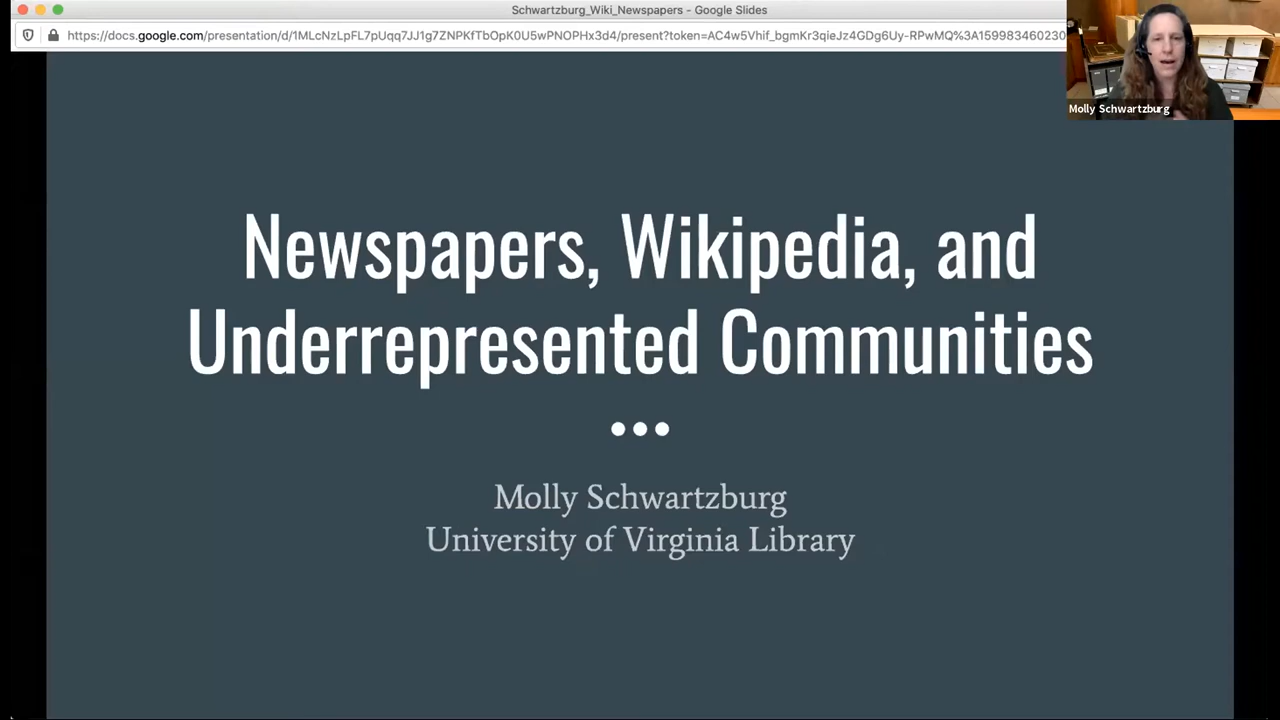 Schwartzburg_Wiki_Newspapers - Google Slides
https://docs.google.com/presentation/d/1MLcNzLpFL7pUqq7JJ1g7ZNPKfTbOpK0U5wPNOPHx3d4/present?token=AC4w5Vhif_bgmKr3qieJz4GDg6Uy-RPwMQ%3A159983460230
Molly Schwartzburg
Newspapers, Wikipedia, and
Underrepresented Communities
Molly Schwartzburg
University of Virginia Library